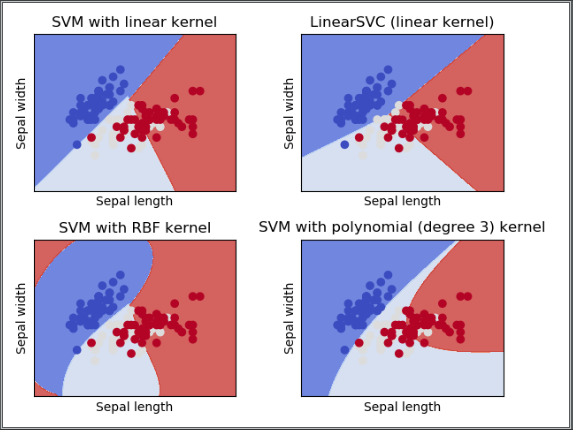 SVM with linear kernel
LinearSVC (linear kernel)
Sepal width
Sepal length
Sepal width
Sepal length
SVM with RBF kernel
SVM with polynomial (degree 3) kernel
Sepal width
Sepal length
Sepal width
Sepal length